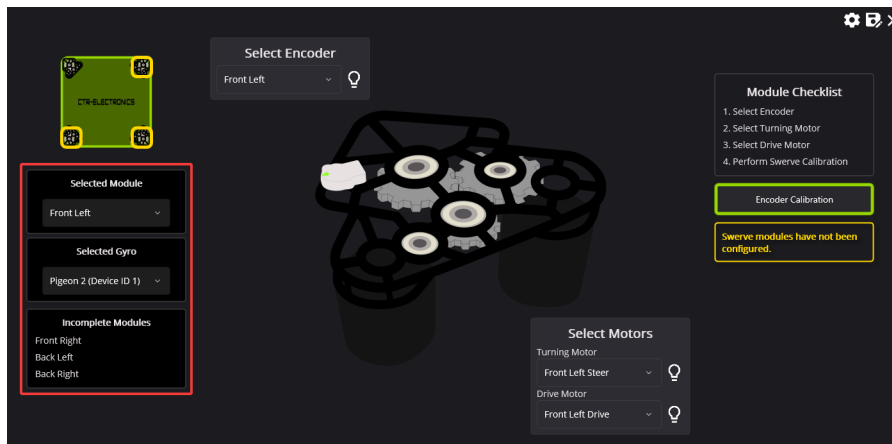 CTR-ELECTRONICS
Selected Module
Front Left
Selected Gyro
Pigeon 2 (Device ID 1)
Incomplete Modules
Front Right
Back Left
Back Right
Select Encoder
Front Left
Select Motors
Turning Motor
Front Left Steer
Drive Motor
Front Left Drive
Module Checklist
1. Select Encoder
2. Select Turning Motor
3. Select Drive Motor
4. Perform Swerve Calibration
Encoder Calibration
Swerve modules have not been
configured.